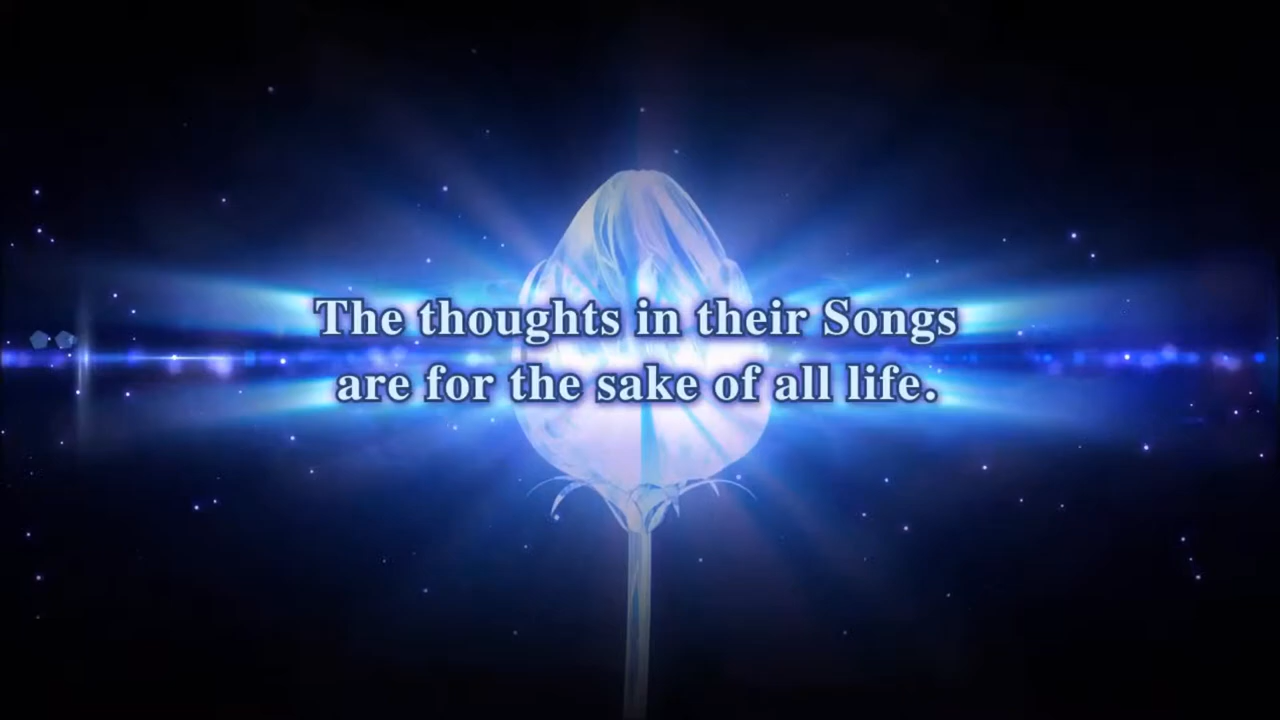 The thoughts in their Songs
are for the sake of all life.